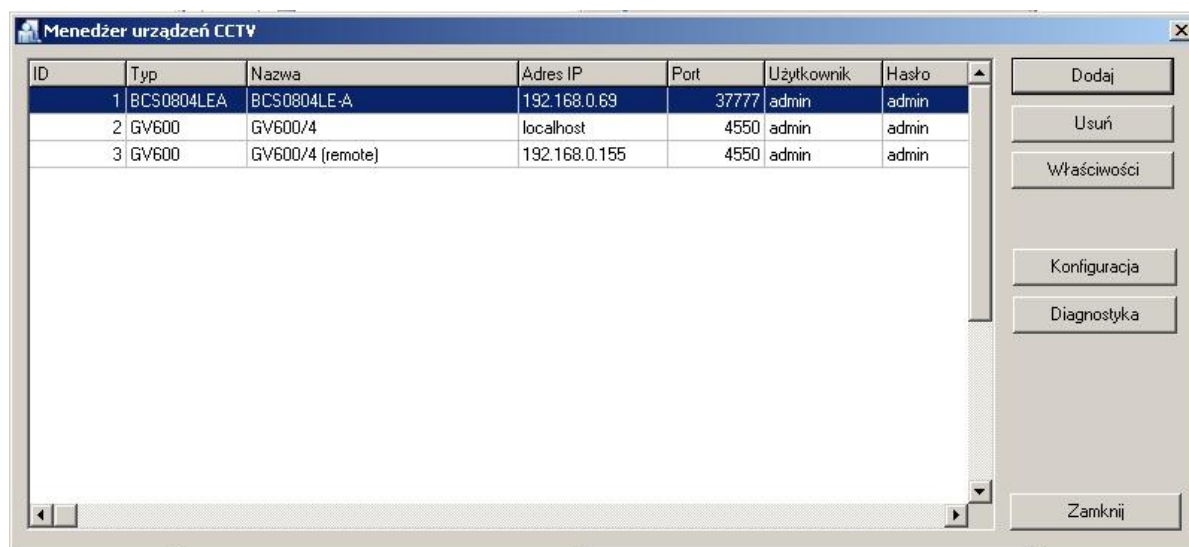 Menedżer urządzeń CCTV
ID Typ Nazwa Adres IP Port Użytkownik Hasło
1 BCS0804LEA BCS0804LE-A 192.168.0.69 37777 admin admin
2 GV600 GV600/4 localhost 4550 admin admin
3 GV600 GV600/4 (remote) 192.168.0.155 4550 admin admin
Dodaj
Usuń
Właściwości
Konfiguracja
Diagnostyka
Zamknij